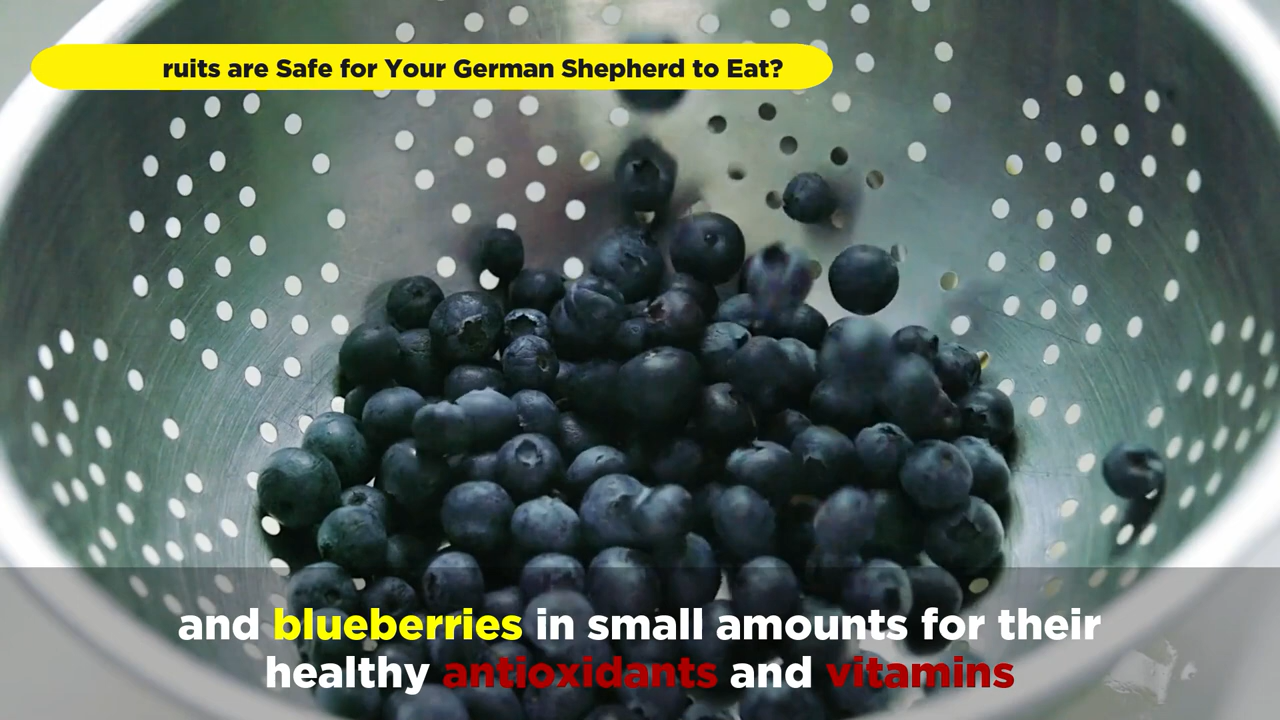 ruits are Safe for Your German Shepherd to Eat?
and blueberries in small amounts for their
healthy antioxidants and vitamins